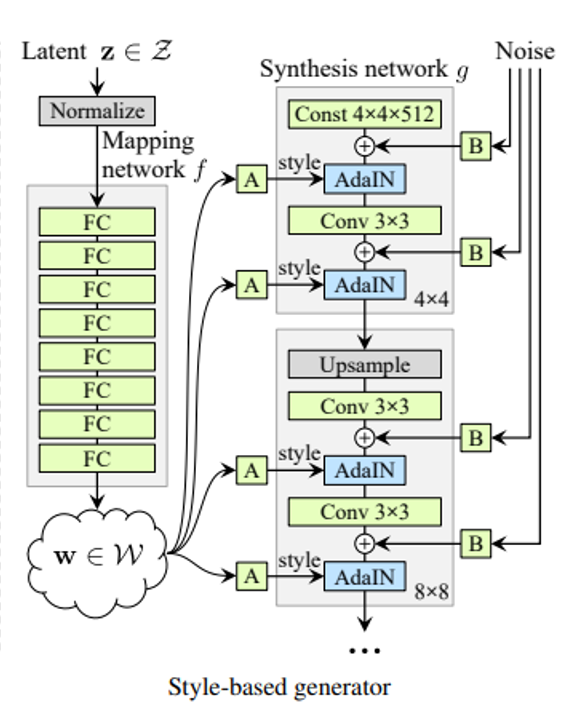 Latent z ∈ Z
Normalize
Mapping
network f
FC
FC
FC
FC
FC
FC
FC
FC
w ∈ W
Synthesis network g
Noise
Const 4×4×512
B
A
style
AdaIN
Conv 3×3
B
A
style
AdaIN
4×4
Upsample
Conv 3×3
B
A
style
AdaIN
Conv 3×3
B
A
style
AdaIN
8×8
...
Style-based generator